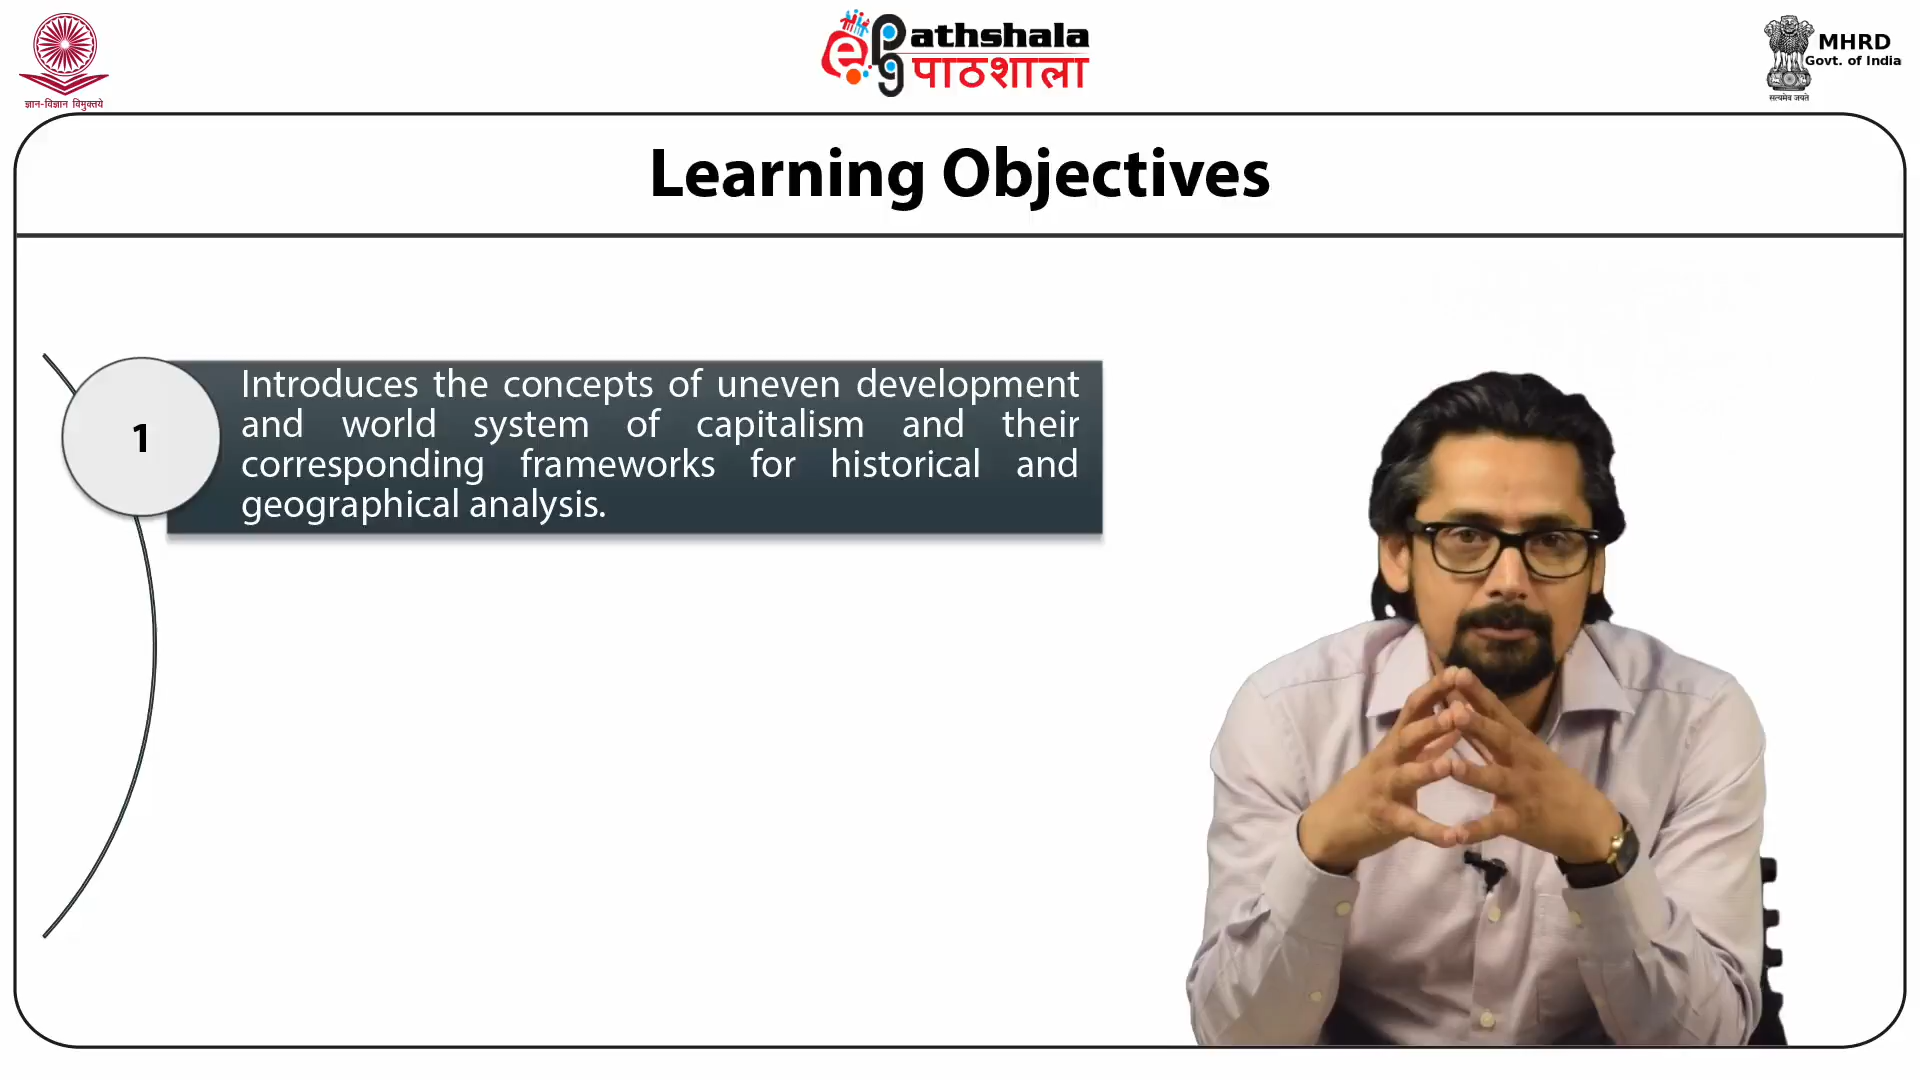 ज्ञान-विज्ञान विमुक्तये
ePGathshala
पाठशाला
MHRD
Govt. of India
सत्यमेव जयते
Learning Objectives
1
Introduces the concepts of uneven development
and world system of capitalism and their
corresponding frameworks for historical and
geographical analysis.